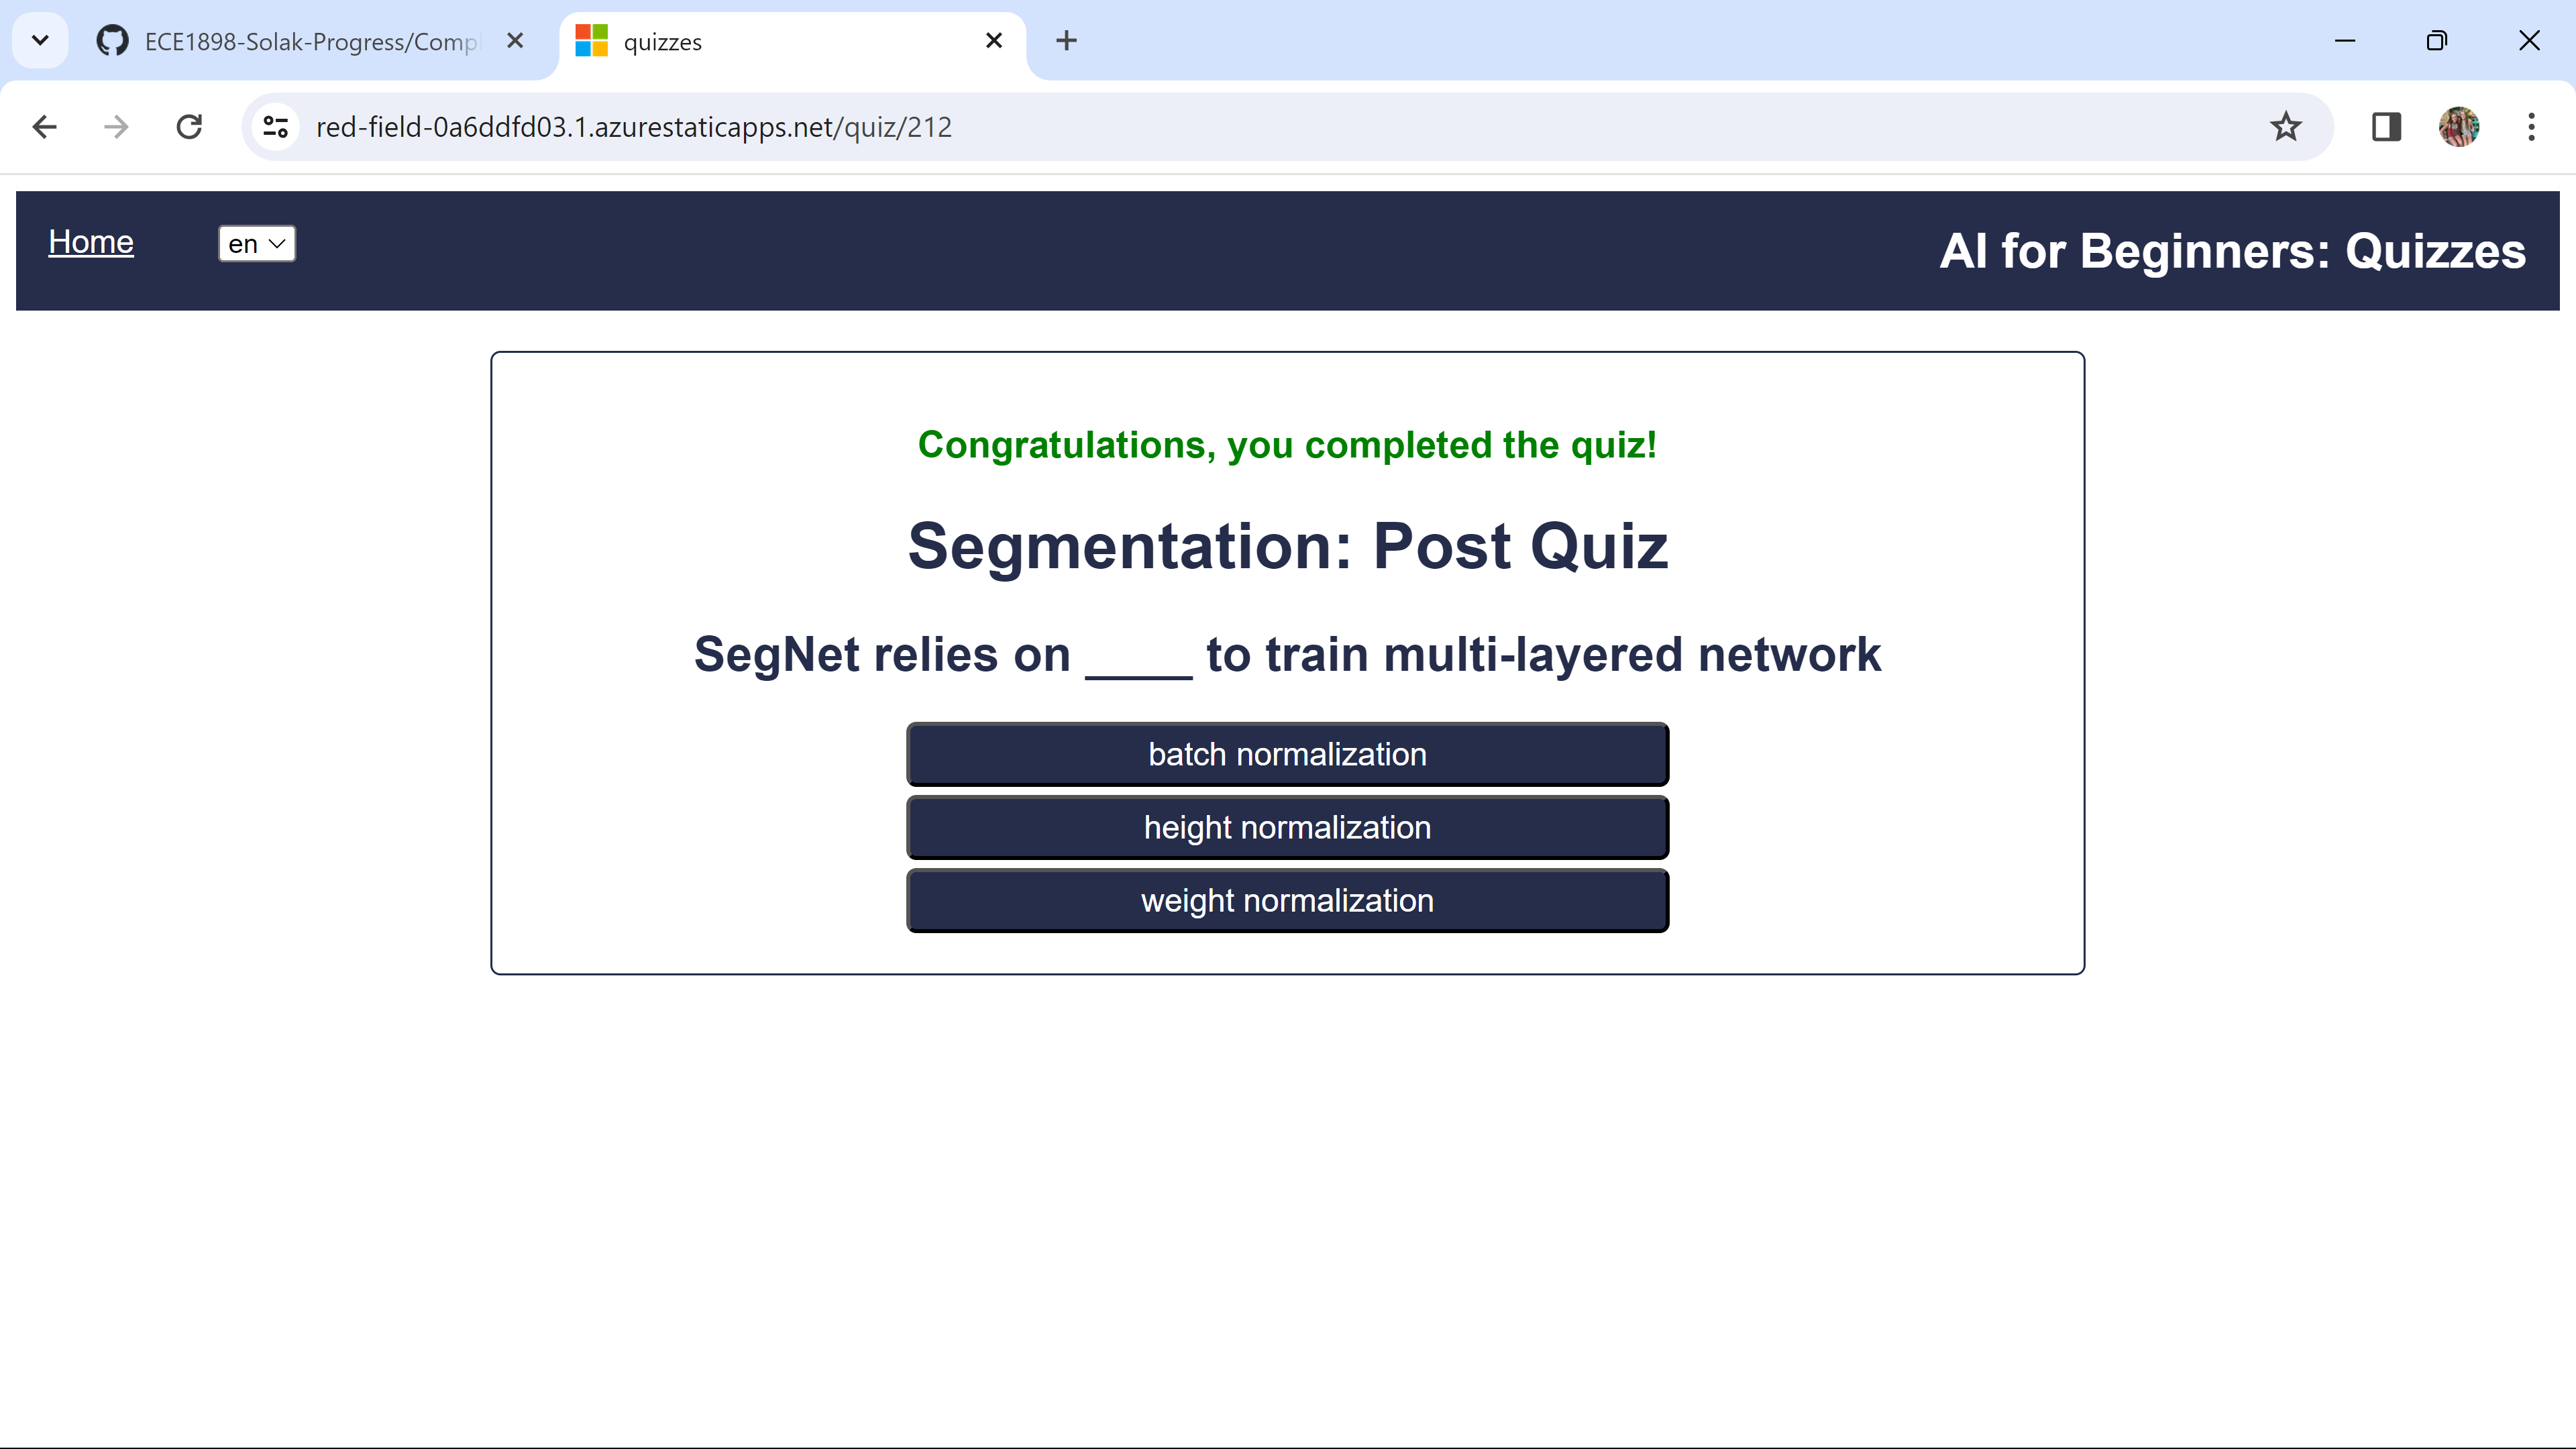 ECE1898-Solak-Progress/Comp
quizzes
red-field-0a6ddfd03.1.azurestaticapps.net/quiz/212
Home
en
AI for Beginners: Quizzes
Congratulations, you completed the quiz!
Segmentation: Post Quiz
SegNet relies on ____ to train multi-layered network
batch normalization
height normalization
weight normalization